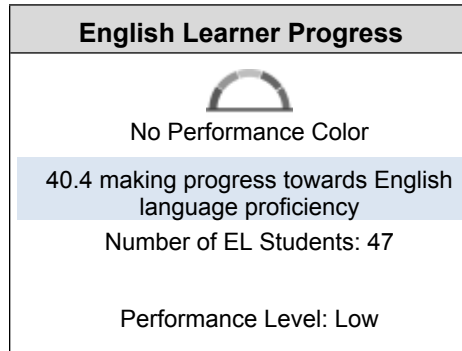 English Learner Progress
No Performance Color
40.4 making progress towards English
language proficiency
Number of EL Students: 47
Performance Level: Low